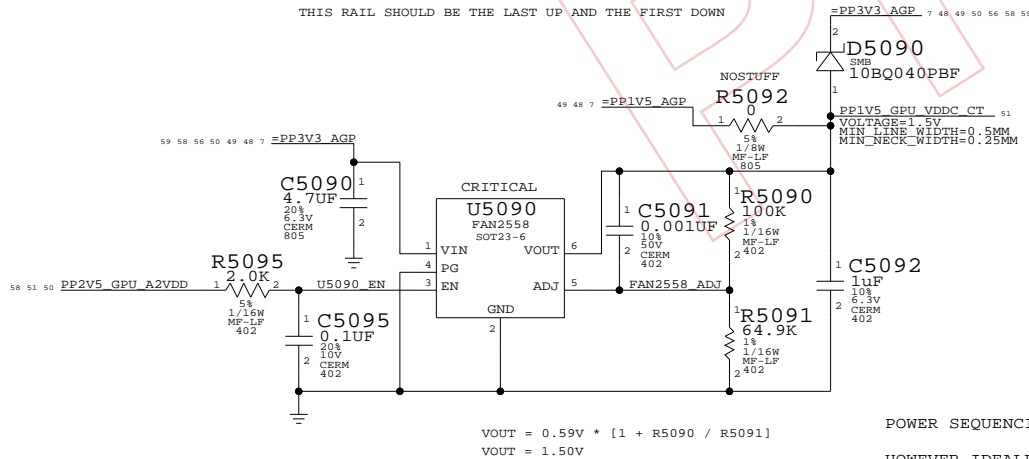 THIS RAIL SHOULD BE THE LAST UP AND THE FIRST DOWN
=PP3V3_AGP 7 48 49 50 56 58 59
2
D5090
SMB
10BQ040PBF
1
NOSTUFF
R5092
0
1 2
5%
1/8W
MF-LF
805
49 48 7 =PP1V5_AGP
PP1V5_GPU_VDDC_CT 51
VOLTAGE=1.5V
MIN_LINE_WIDTH=0.5MM
MIN_NECK_WIDTH=0.25MM
59 58 56 50 49 48 7 =PP3V3_AGP
C5090
4.7UF
20%
6.3V
CERM
805
1
2
CRITICAL
U5090
FAN2558
SOT23-6
1 VIN
4 PG
3 EN
VOUT 6
ADJ 5
GND
2
C5091
0.001UF
10%
50V
CERM
402
1
2
R5090
100K
1%
1/16W
MF-LF
402
1
2
C5092
1uF
10%
6.3V
CERM
402
1
2
58 51 50 PP2V5_GPU_A2VDD
R5095
2.0K
1 2
5%
1/16W
MF-LF
402
U5090_EN
FAN2558_ADJ
C5095
0.1UF
20%
10V
CERM
402
1
2
R5091
64.9K
1%
1/16W
MF-LF
402
1
2
VOUT = 0.59V * [1 + R5090 / R5091]
VOUT = 1.50V
POWER SEQUENCI
HOWEVER IDEALL